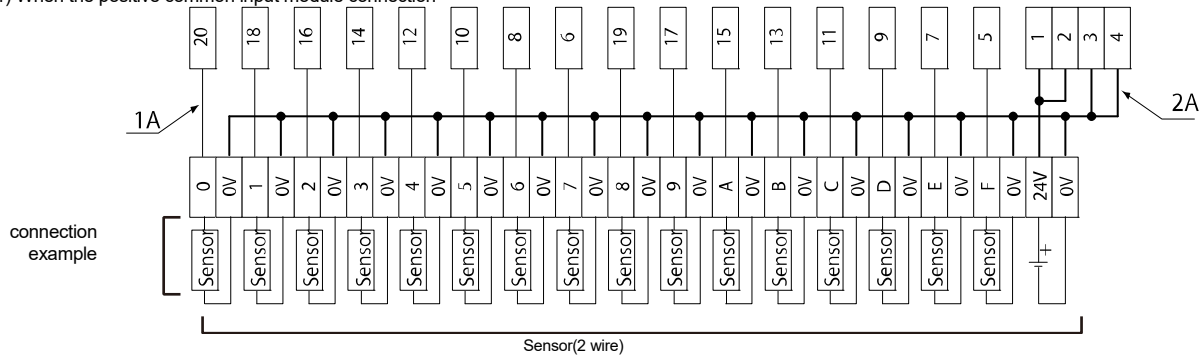 ) When the positive common input module connection
20 18 16 14 12 10 8 6 19 17 15 13 11 9 7 5 1 2 3 4
1A
2A
0 0V 1 0V 2 0V 3 0V 4 0V 5 0V 6 0V 7 0V 8 0V 9 0V A 0V B 0V C 0V D 0V E 0V F 0V 24V 0V
connection
example
Sensor Sensor Sensor Sensor Sensor Sensor Sensor Sensor Sensor Sensor Sensor Sensor Sensor Sensor Sensor Sensor +
Sensor(2 wire)